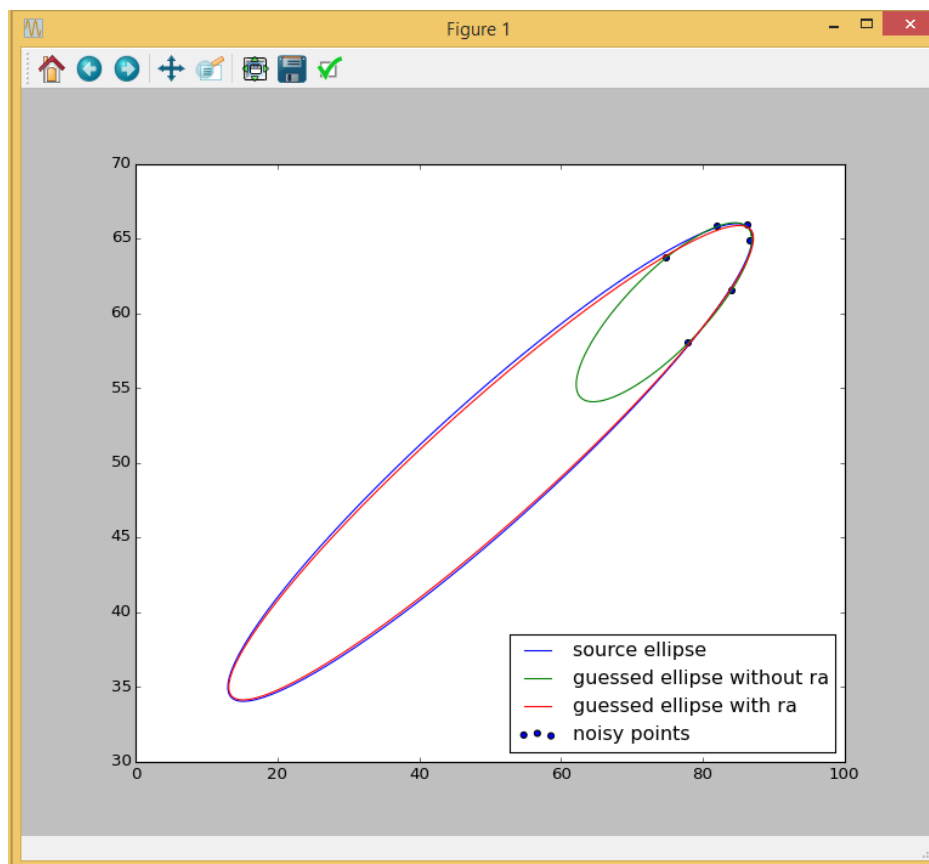 Figure 1
70
65
60
55
50
45
40
35
30
0 20 40 60 80 100
source ellipse
guessed ellipse without ra
guessed ellipse with ra
noisy points